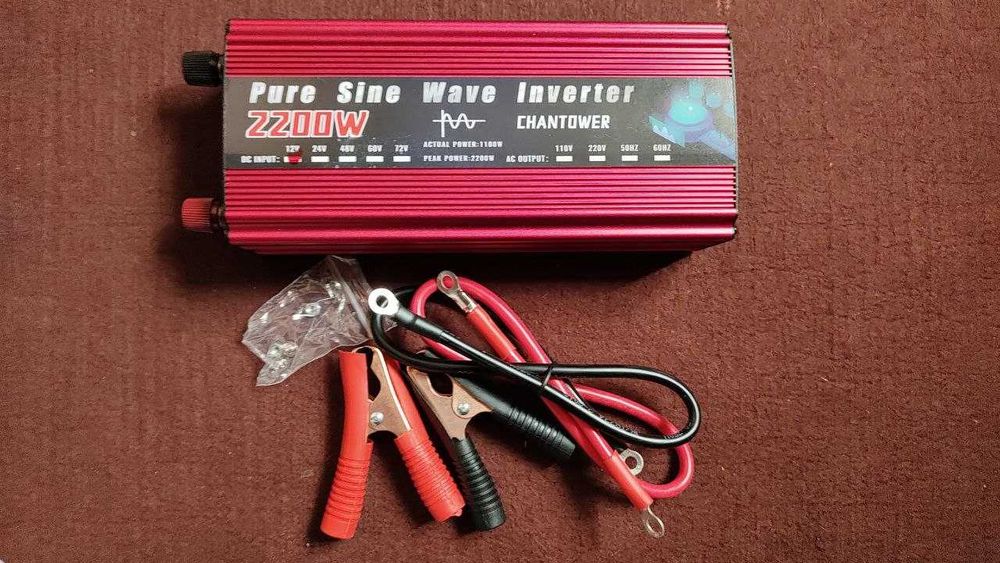 Pure Sine Wave Inverter
2200W
CHANTOWER
12V 24V 48V 60V 72V
DC INPUT:
ACTUAL POWER:1100W
PEAK POWER:2200W
110V 220V 50HZ 60HZ
AC OUTPUT: